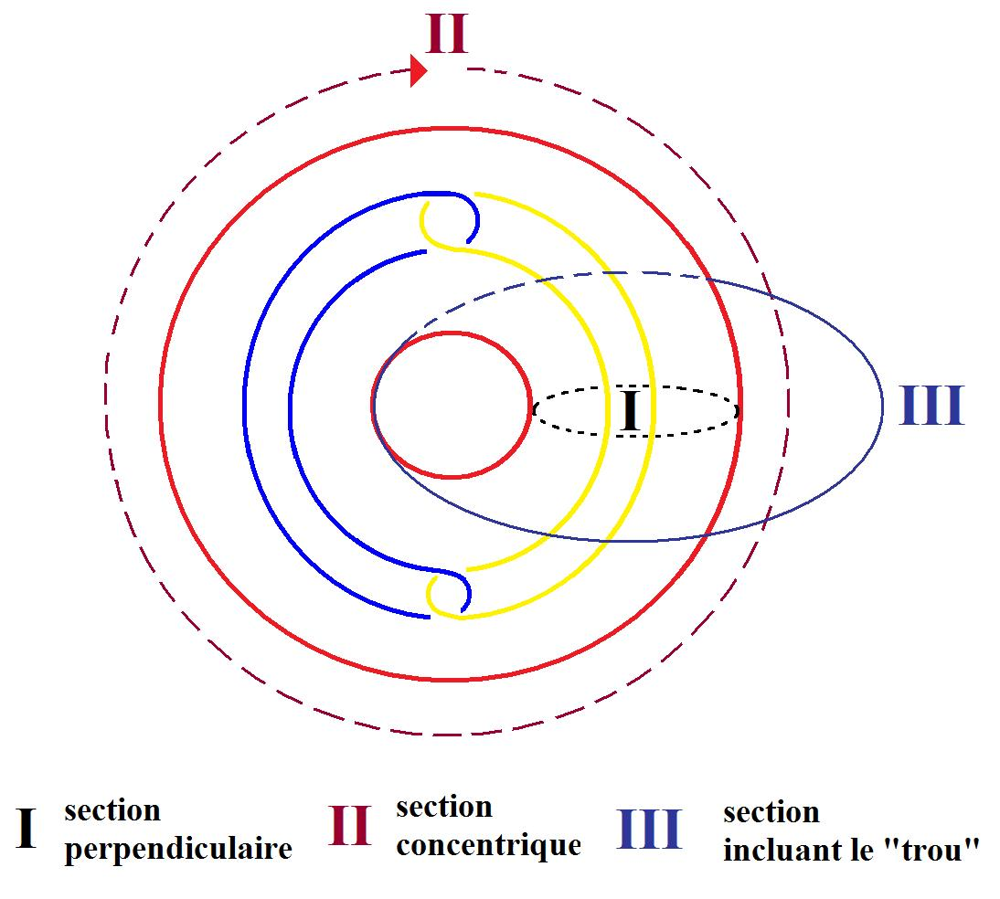 II
I
III
I section perpendiculaire
II section concentrique
III section incluant le "trou"